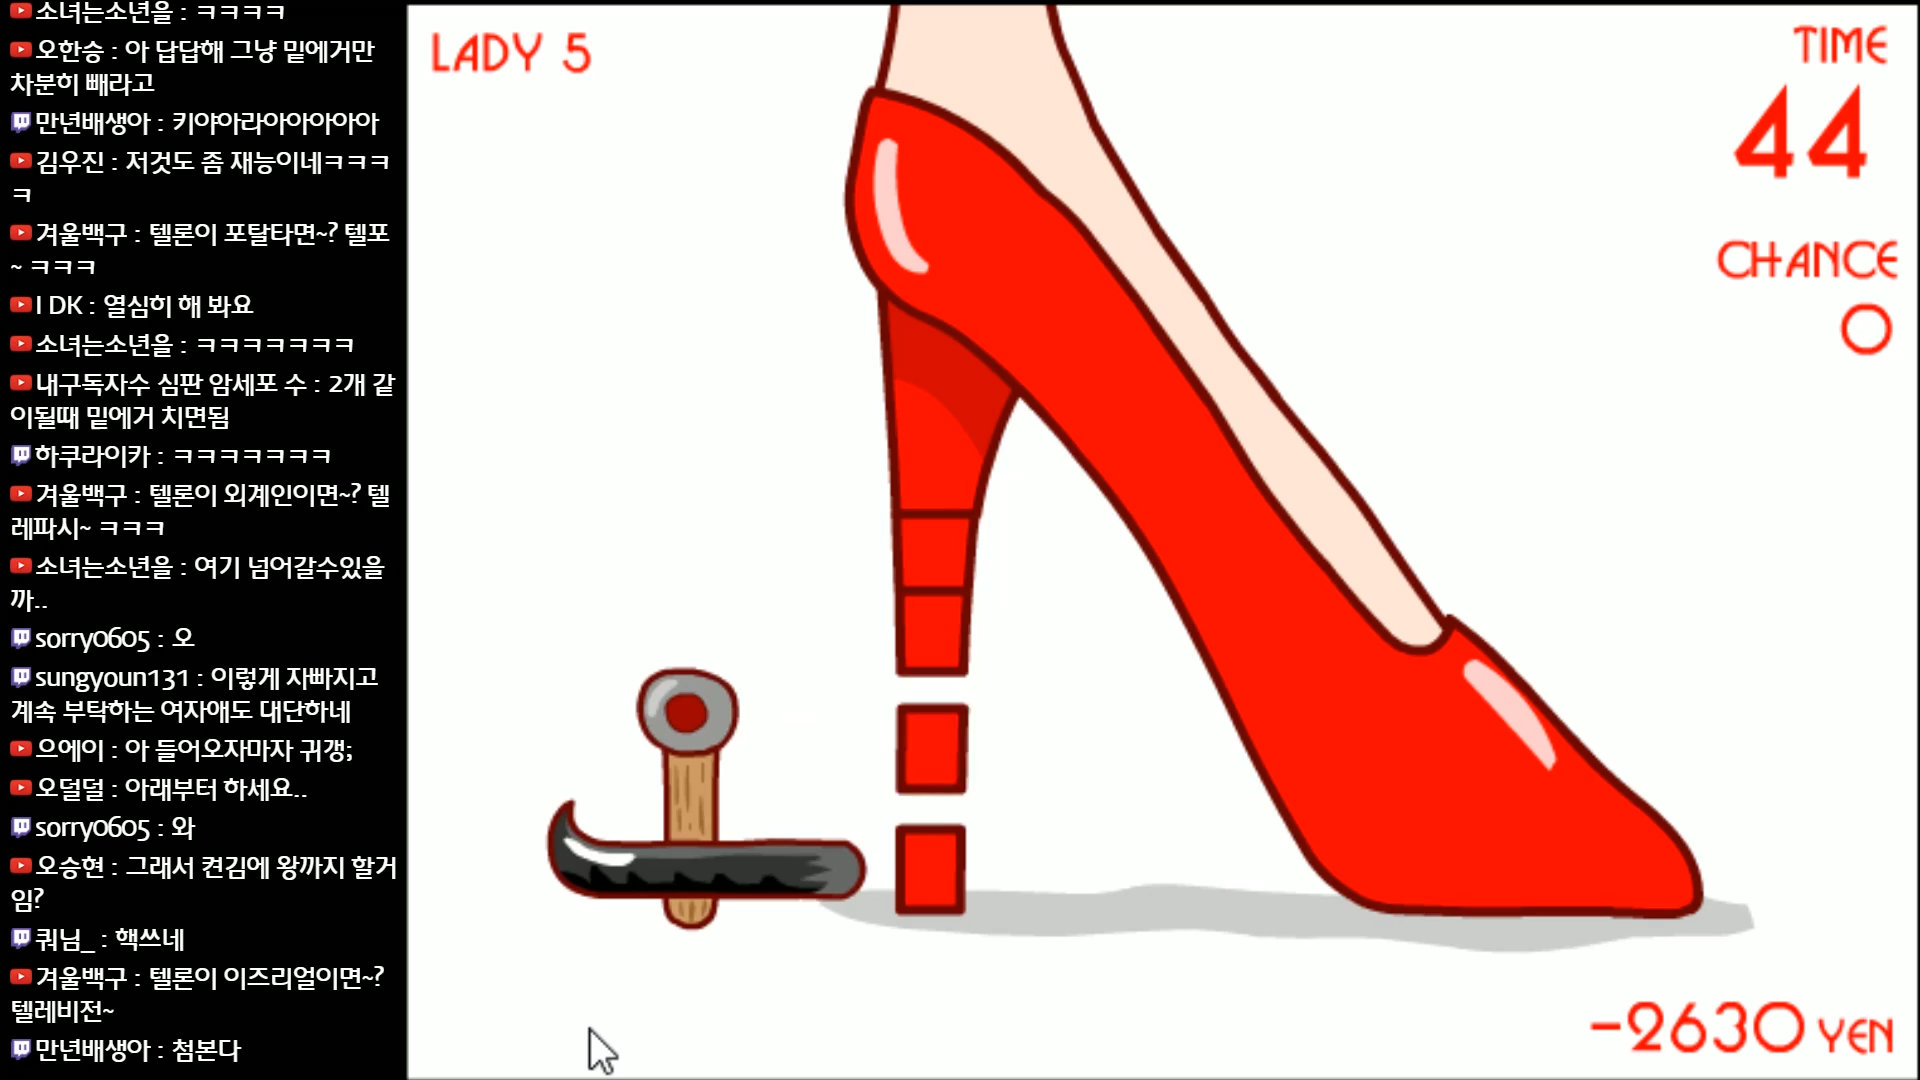 소녀는소년을 : ㅋㅋㅋㅋ
오한승 : 아 답답해 그냥 밑에거만
차분히 빼라고
만년배생아 : 키야아라아아아아아
김우진 : 저것도 좀 재능이네ㅋㅋㅋ
ㅋ
겨울백구 : 텔론이 포탈타면~? 텔포
~ ㅋㅋㅋ
I DK : 열심히 해 봐요
소녀는소년을 : ㅋㅋㅋㅋㅋㅋㅋ
내구독자수 심판 암세포 수 : 2개 같
이될때 밑에거 치면됨
하쿠라이카 : ㅋㅋㅋㅋㅋㅋㅋ
겨울백구 : 텔론이 외계인이면~? 텔
레파시~ ㅋㅋㅋ
소녀는소년을 : 여기 넘어갈수있을
까..
sorry0605 : 오
sungyoun131 : 이렇게 자빠지고
계속 부탁하는 여자애도 대단하네
으에이 : 아 들어오자마자 귀갱;
오덜덜 : 아래부터 하세요..
sorry0605 : 와
오승현 : 그래서 켠김에 왕까지 할거
임?
쿼님_ : 핵쓰네
겨울백구 : 텔론이 이즈리얼이면~?
텔레비전~
만년배생아 : 첨본다
LADY 5
TIME
44
CHANCE
0
-2630 YEN